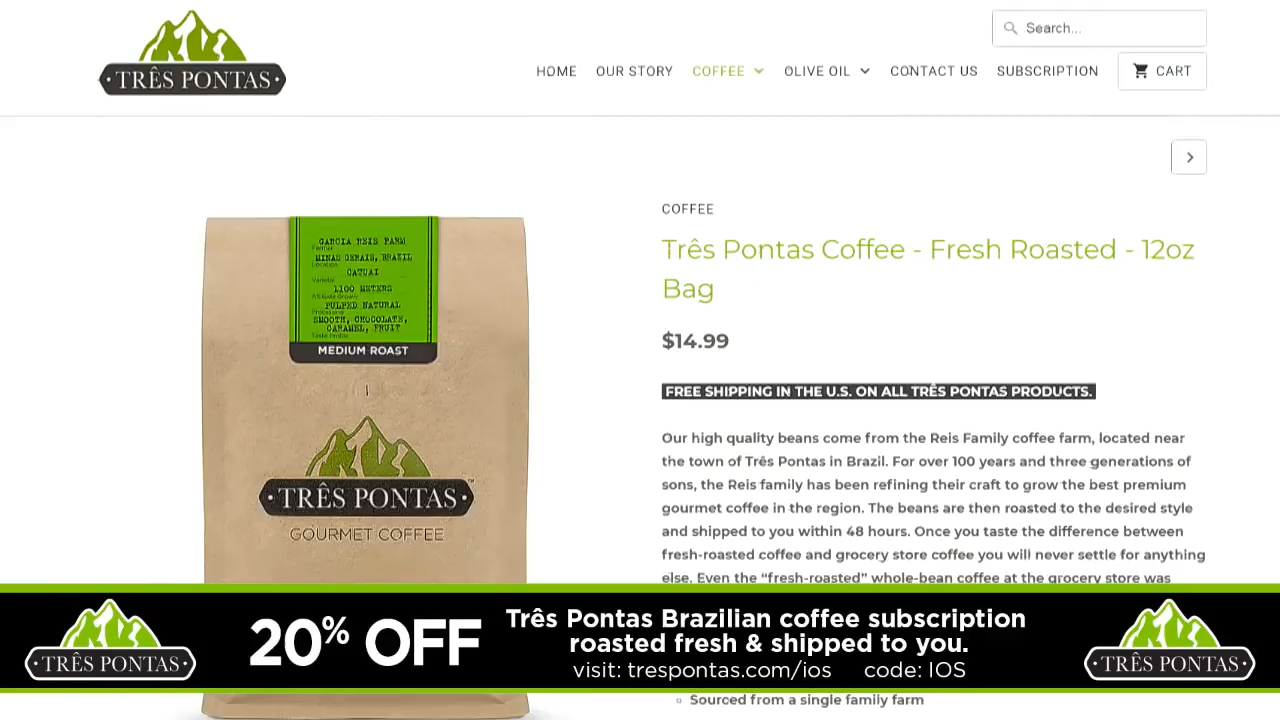 TRÊS PONTAS
Search...
HOME OUR STORY COFFEE OLIVE OIL CONTACT US SUBSCRIPTION CART
COFFEE
Três Pontas Coffee - Fresh Roasted - 12oz
Bag
$14.99
FREE SHIPPING IN THE U.S. ON ALL TRÊS PONTAS PRODUCTS.
Our high quality beans come from the Reis Family coffee farm, located near
the town of Três Pontas in Brazil. For over 100 years and three generations of
sons, the Reis family has been refining their craft to grow the best premium
gourmet coffee in the region. The beans are then roasted to the desired style
and shipped to you within 48 hours. Once you taste the difference between
fresh-roasted coffee and grocery store coffee you will never settle for anything
else. Even the “fresh-roasted” whole-bean coffee at the grocery store was
GARCIA REIS FARM
Farmer
MINAS GERAIS, BRAZIL
Location
CATUAI
Varietal
1100 METERS
Altitude Grown
PULPED NATURAL
Processing
SMOOTH, CHOCOLATE,
CARAMEL, FRUIT
Taste Profile
MEDIUM ROAST
TRÊS PONTAS
™
GOURMET COFFEE
TRÊS PONTAS
20% OFF
Três Pontas Brazilian coffee subscription
roasted fresh & shipped to you.
visit: trespontas.com/ios code: IOS
TRÊS PONTAS
Sourced from a single family farm